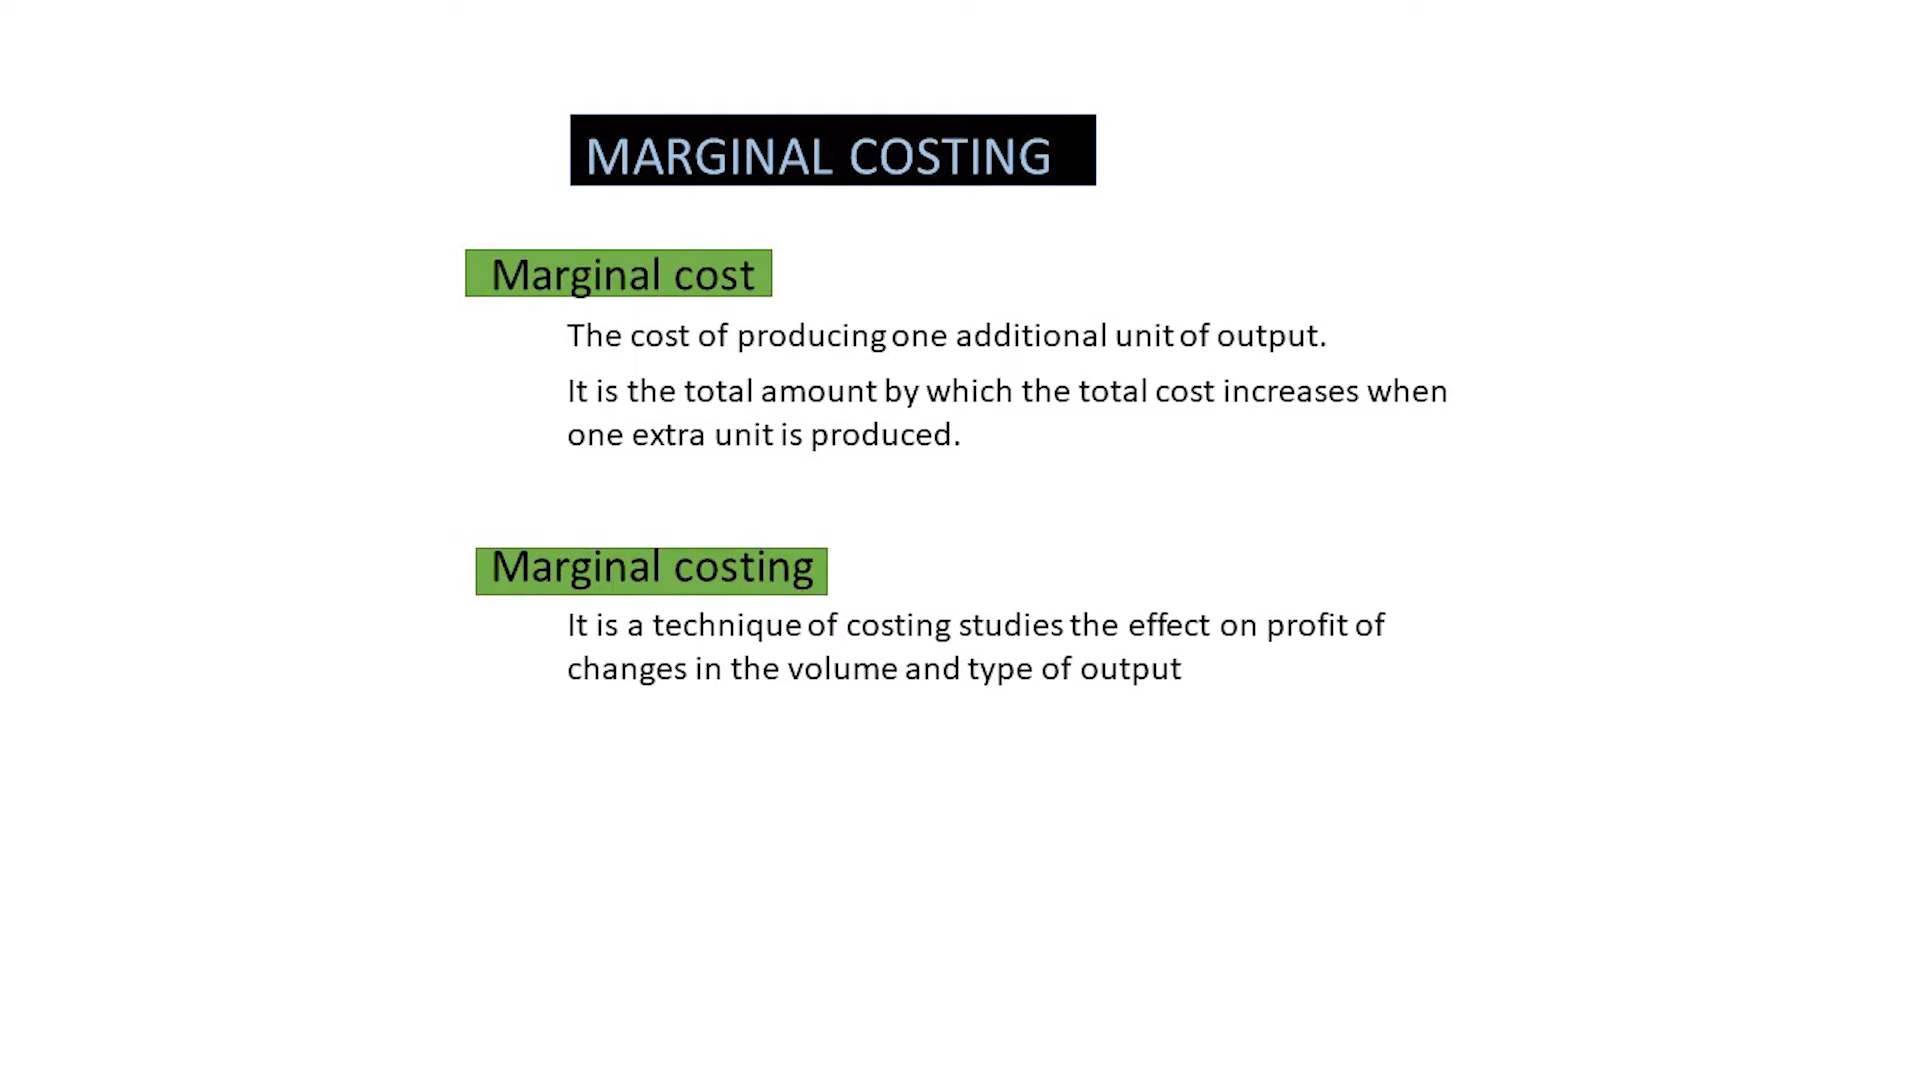 MARGINAL COSTING
Marginal cost
The cost of producing one additional unit of output.
It is the total amount by which the total cost increases when
one extra unit is produced.
Marginal costing
It is a technique of costing studies the effect on profit of
changes in the volume and type of output